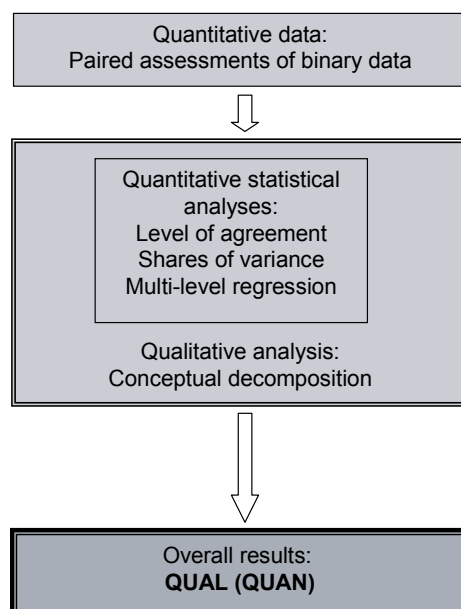 Quantitative data:
Paired assessments of binary data
Quantitative statistical
analyses:
Level of agreement
Shares of variance
Multi-level regression
Qualitative analysis:
Conceptual decomposition
Overall results:
QUAL (QUAN)